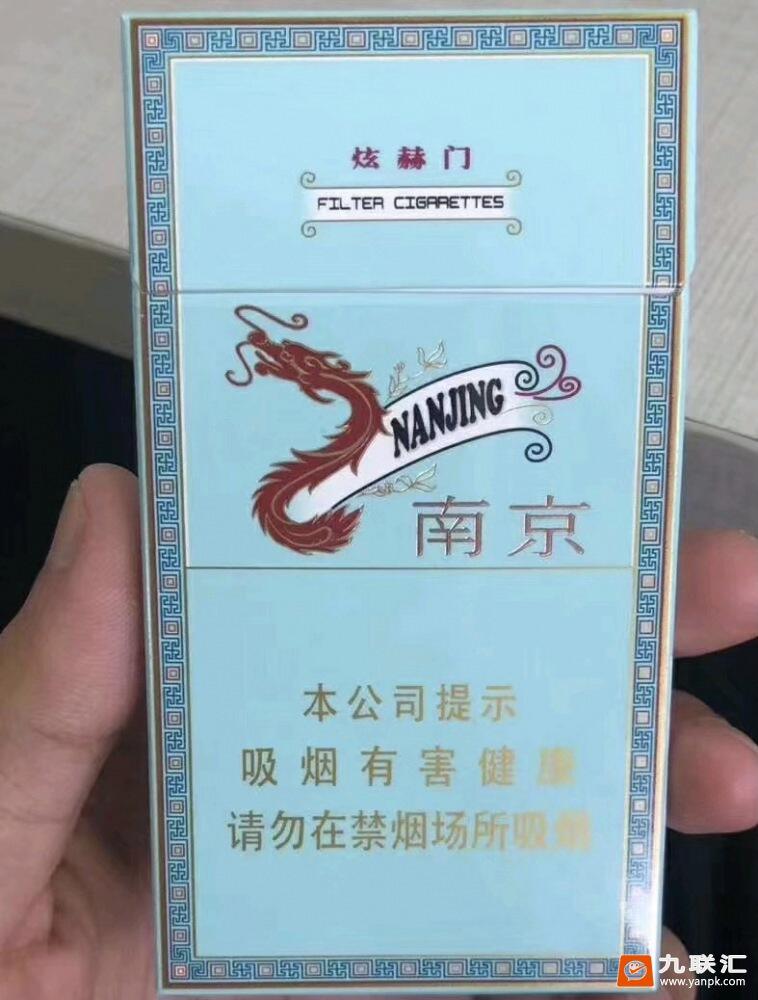 炫赫门
FILTER CIGARETTES
NANJING
南京
本公司提示
吸烟有害健康
请勿在禁烟场所吸烟
九联汇
www.yanpk.com